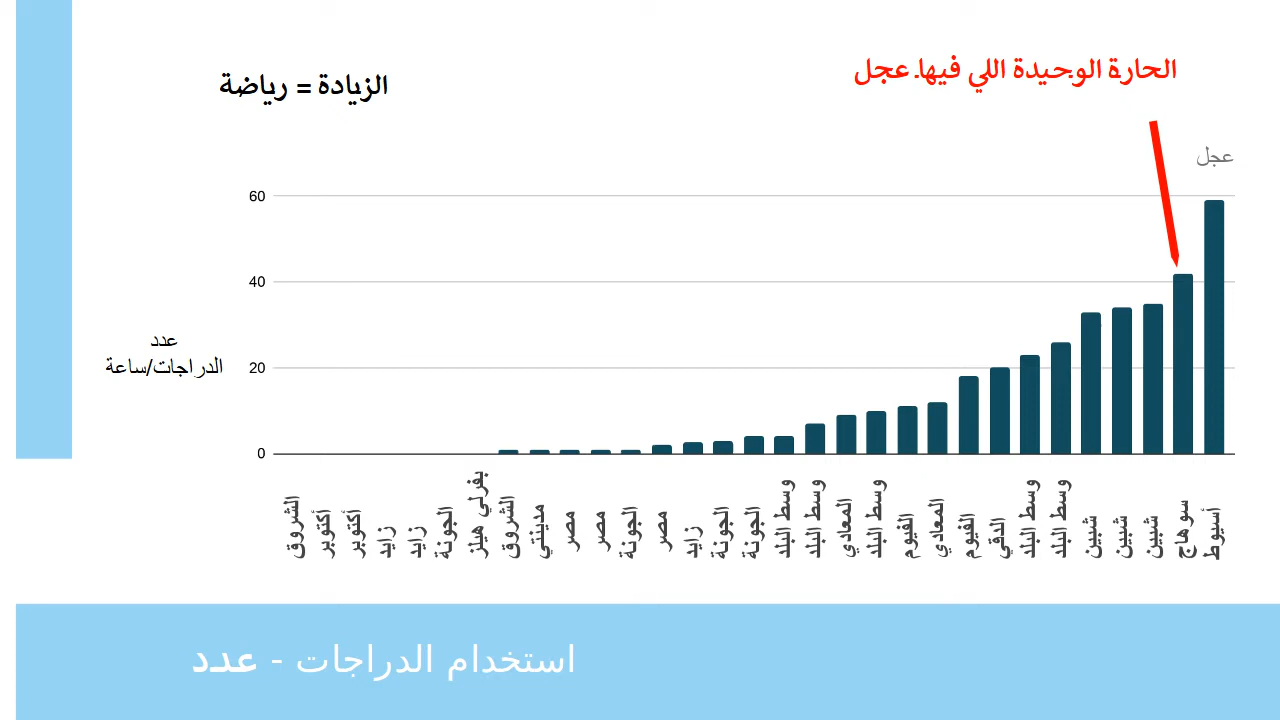 الزيادة = رياضة
الحارة الوحيدة اللي فيها عجل
عجل
60
40
20
0
عدد
الدراجات/ساعة
الشروق
أكتوبر
أكتوبر
زايد
زايد
الجونة
بفرلي هيلز
الشروق
مدينتي
مصر
مصر
الجونة
مصر
زايد
الجونة
الجونة
وسط البلد
وسط البلد
المعادي
وسط البلد
الفيوم
المعادي
الفيوم
الدقي
وسط البلد
وسط البلد
شبين
شبين
شبين
سوهاج
أسيوط
استخدام الدراجات - عدد